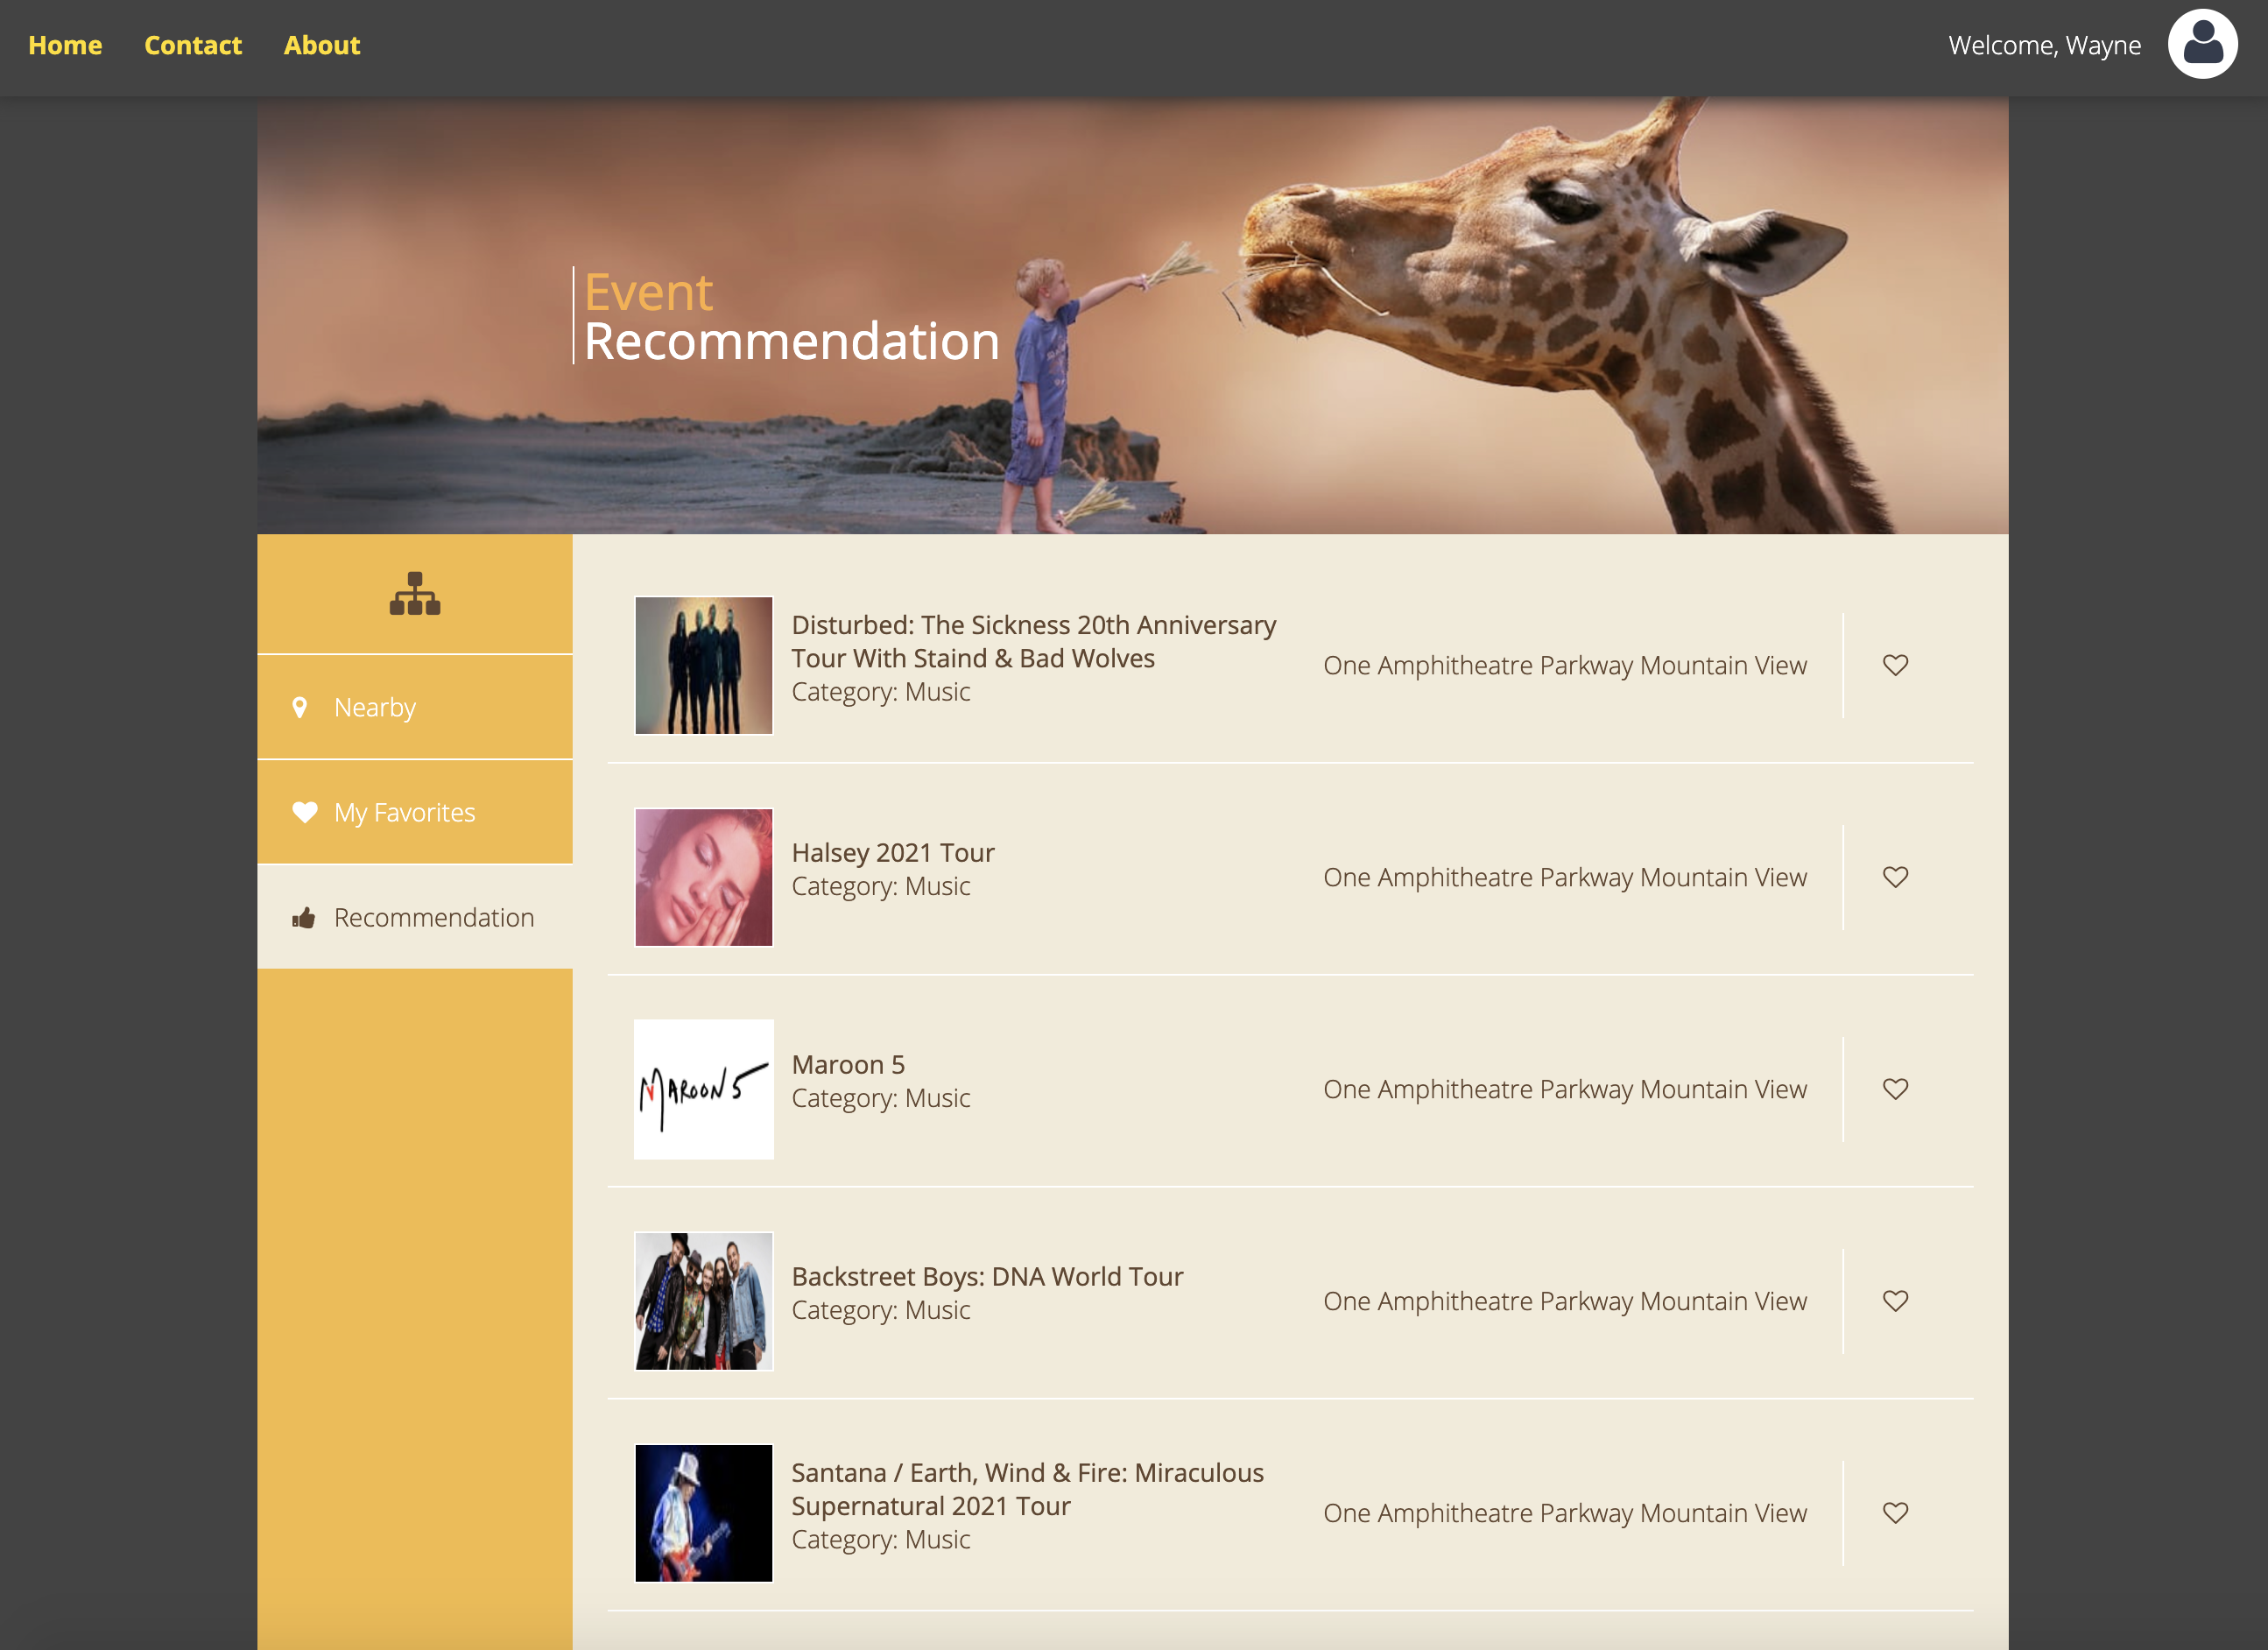 Home Contact About
Welcome, Wayne
Event
Recommendation
Nearby
My Favorites
Recommendation
Disturbed: The Sickness 20th Anniversary
Tour With Staind & Bad Wolves
Category: Music
One Amphitheatre Parkway Mountain View
Halsey 2021 Tour
Category: Music
One Amphitheatre Parkway Mountain View
MAROON 5
Maroon 5
Category: Music
One Amphitheatre Parkway Mountain View
Backstreet Boys: DNA World Tour
Category: Music
One Amphitheatre Parkway Mountain View
Santana / Earth, Wind & Fire: Miraculous
Supernatural 2021 Tour
Category: Music
One Amphitheatre Parkway Mountain View